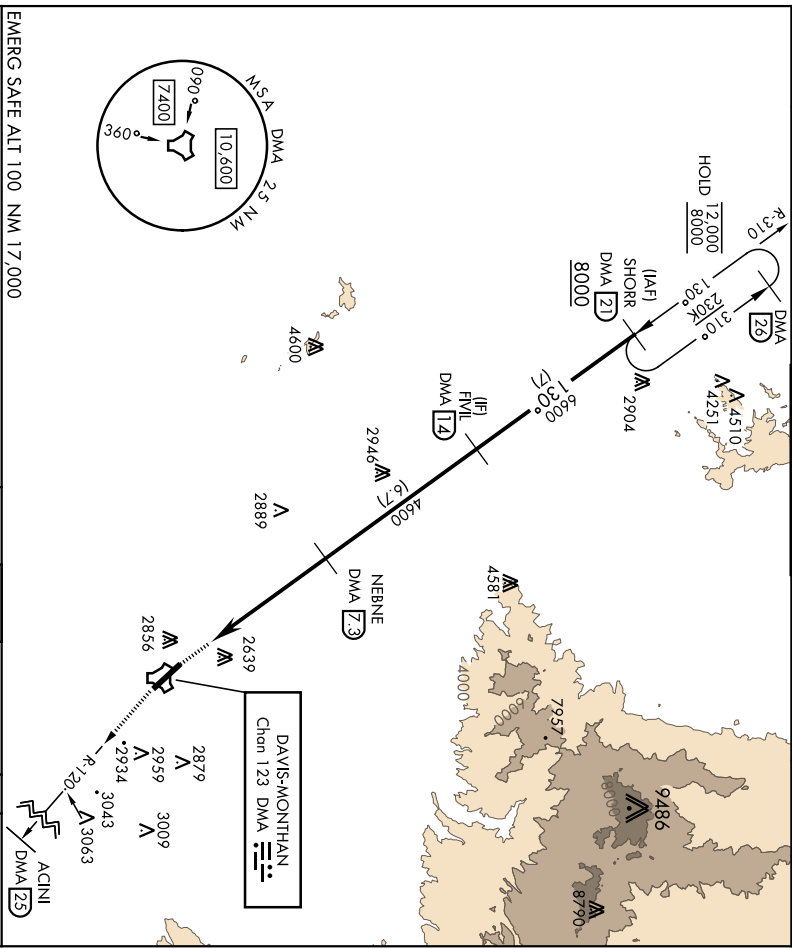 EMERG SAFE ALT 100 NM 17,000
MSA DMA 25 NM
090°
360°
7400
10,600
R-310
HOLD 12,000
8000
130°
230K
310°
DMA 26
(IAF)
SHORR
DMA 21
8000
2904
4510
4251
4600
130°
6600
(7)
(IF)
FIVIL
DMA 14
2946
4600
(6.7)
2889
NEBNE
DMA 7.3
4581
4000
7957
8000
9486
8790
2639
2856
DAVIS-MONTHAN
Chan 123 DMA
2879
2959
2934
3043
3009
3063
R-120
ACINI
DMA 25